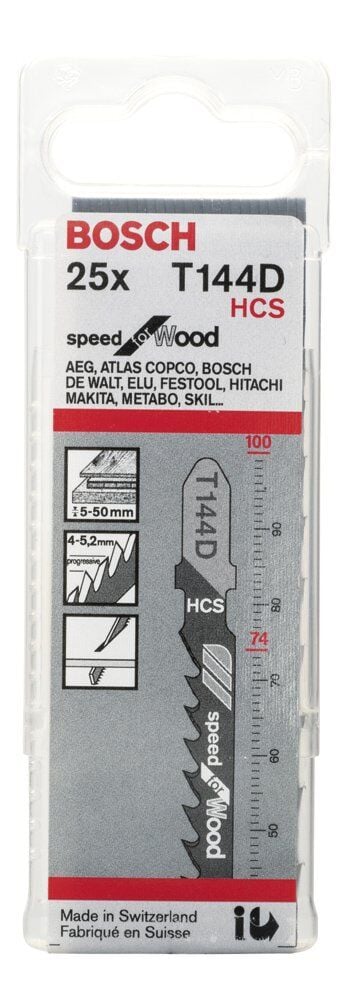 BOSCH
25x T144D
HCS
speed for Wood
AEG, ATLAS COPCO, BOSCH
DE WALT, ELU, FESTOOL, HITACHI
MAKITA, METABO, SKIL...
5-50mm
4-5,2mm
progressive
T144D
HCS
speed for Wood
100
90
80
74
70
60
50
Made in Switzerland
Fabriqué en Suisse